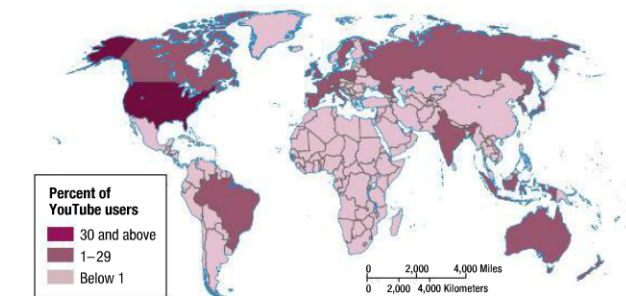 Percent of
YouTube users
30 and above
1–29
Below 1
0 2,000 4,000 Miles
0 2,000 4,000 Kilometers